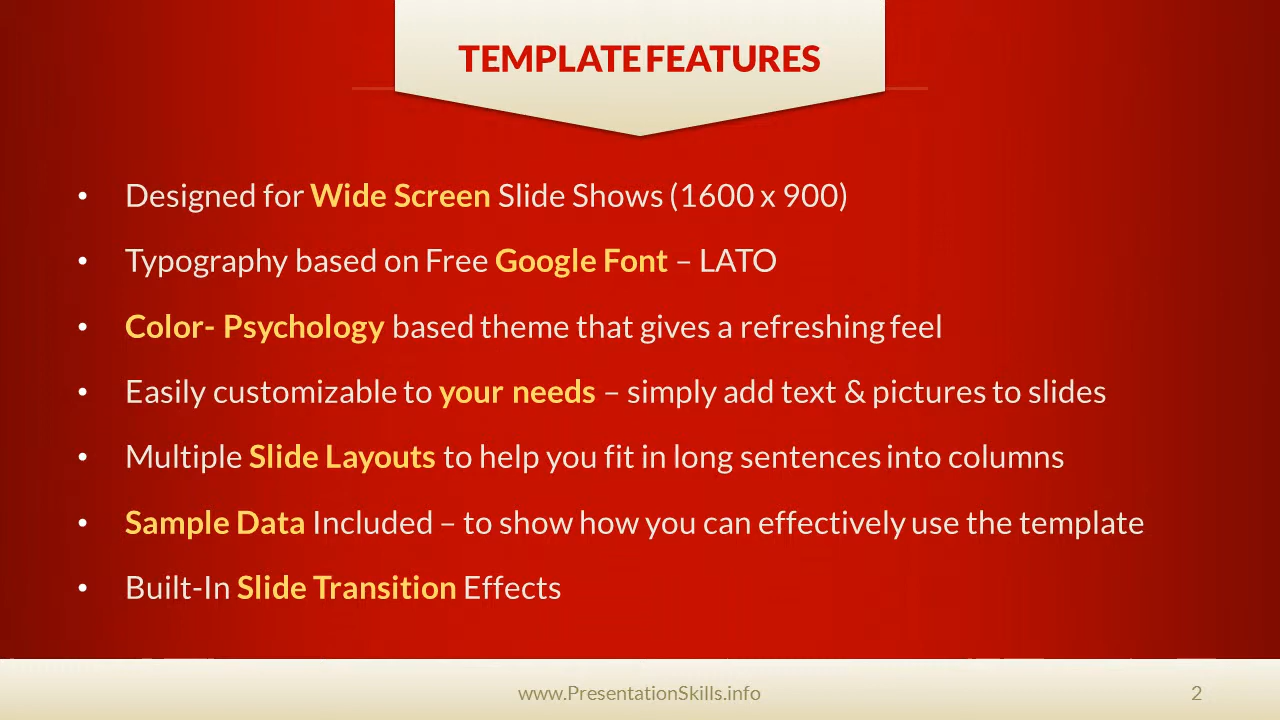 TEMPLATE FEATURES
• Designed for Wide Screen Slide Shows (1600 x 900)
• Typography based on Free Google Font – LATO
• Color- Psychology based theme that gives a refreshing feel
• Easily customizable to your needs – simply add text & pictures to slides
• Multiple Slide Layouts to help you fit in long sentences into columns
• Sample Data Included – to show how you can effectively use the template
• Built-In Slide Transition Effects
www.PresentationSkills.info
2